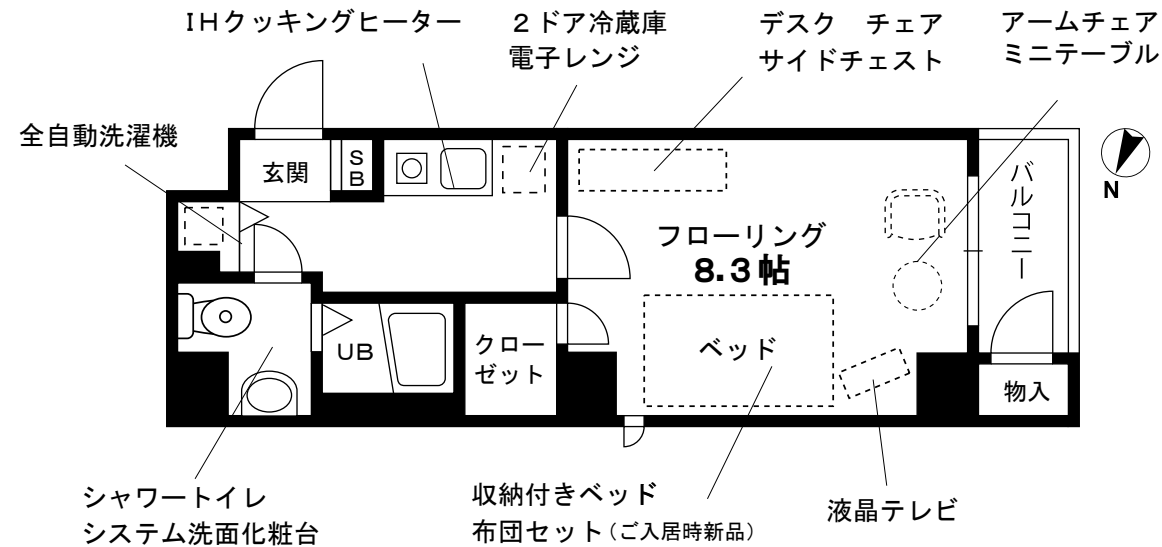 IHクッキングヒーター
2ドア冷蔵庫
電子レンジ
デスク チェア
サイドチェスト
アームチェア
ミニテーブル
全自動洗濯機
玄関
SB
バルコニー
N
フローリング
8.3帖
UB
クロー
ゼット
ベッド
物入
シャワートイレ
システム洗面化粧台
収納付きベッド
布団セット(ご入居時新品)
液晶テレビ